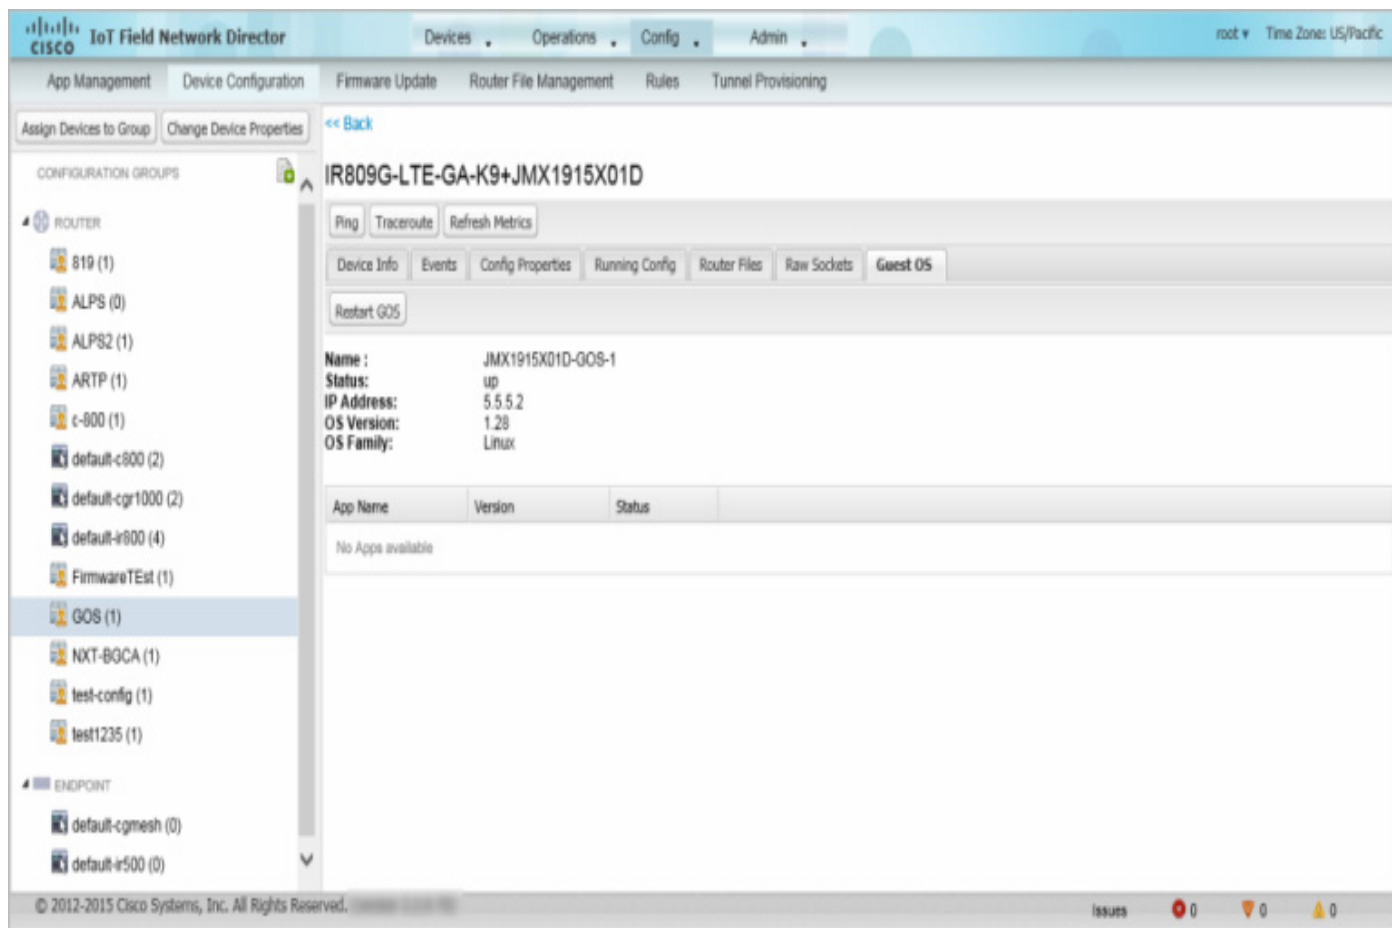 CISCO IoT Field Network Director Devices Operations Config Admin root Time Zone: US/Pacific
App Management Device Configuration Firmware Update Router File Management Rules Tunnel Provisioning
Assign Devices to Group Change Device Properties << Back
CONFIGURATION GROUPS
IR809G-LTE-GA-K9+JMX1915X01D
ROUTER
Ping Traceroute Refresh Metrics
819 (1)
Device Info Events Config Properties Running Config Router Files Raw Sockets Guest OS
ALPS (0)
Restart GOS
ALPS2 (1)
Name : JMX1915X01D-GOS-1
ARTP (1)
Status: up
IP Address: 5.5.5.2
c-800 (1)
OS Version: 1.28
OS Family: Linux
default-c800 (2)
default-cgr1000 (2)
App Name Version Status
default-ir800 (4)
No Apps available
FirmwareTEst (1)
GOS (1)
NXT-BGCA (1)
test-config (1)
test1235 (1)
ENDPOINT
default-cgmesh (0)
default-ir500 (0)
© 2012-2015 Cisco Systems, Inc. All Rights Reserved.
Issues 0 0 0